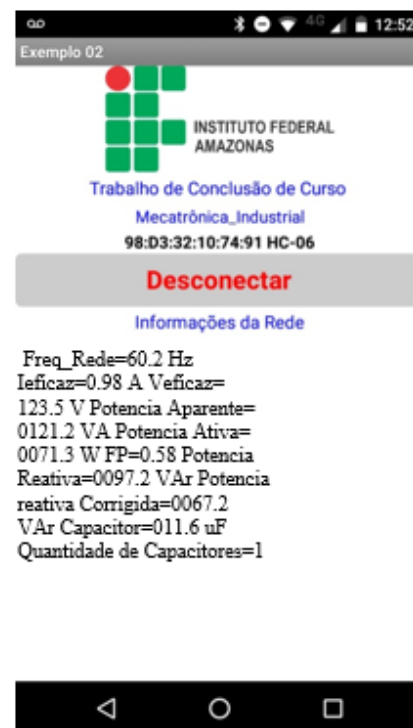 4G 12:52
Exemplo 02
INSTITUTO FEDERAL
AMAZONAS
Trabalho de Conclusão de Curso
Mecatrônica_Industrial
98:D3:32:10:74:91 HC-06
Desconectar
Informações da Rede
Freq_Rede=60.2 Hz
Ieficaz=0.98 A Veficaz=
123.5 V Potencia Aparente=
0121.2 VA Potencia Ativa=
0071.3 W FP=0.58 Potencia
Reativa=0097.2 VAr Potencia
reativa Corrigida=0067.2
VAr Capacitor=011.6 uF
Quantidade de Capacitores=1